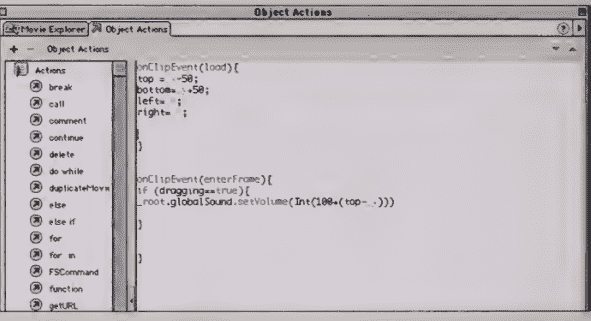 Object Actions
Movie Explorer
Object Actions
?
+ - Object Actions
Actions
break
call
comment
continue
delete
do while
duplicateMovie
else
else if
for
for in
FSCommand
function
getURL
onClipEvent(load){
top = -50;
bottom= +50;
left= ;
right= ;
}
onClipEvent(enterFrame){
if (dragging==true){
_root.globalSound.setVolume(Int(100+(top-_.)))
}
}